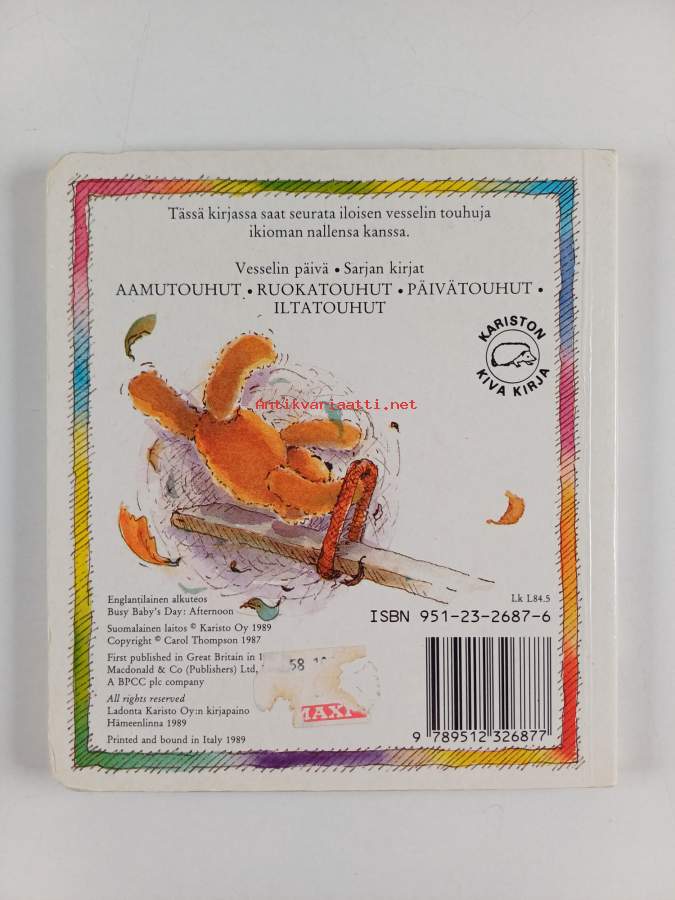 Tässä kirjassa saat seurata iloisen vesselin touhuja
ikioman nallensa kanssa.
Vesselin päivä • Sarjan kirjat
AAMUTOUHUT • RUOKATOUHUT • PÄIVÄTOUHUT •
ILTATOUHUT
KARISTON
KIVA KIRJA
Antikvariaatti.net
Englantilainen alkuteos
Busy Baby's Day: Afternoon
Suomalainen laitos © Karisto Oy 1989
Copyright © Carol Thompson 1987
First published in Great Britain in
Macdonald & Co (Publishers) Ltd,
A BPCC plc company
All rights reserved
Ladonta Karisto Oy:n kirjapaino
Hämeenlinna 1989
Printed and bound in Italy 1989
58
Lk L84.5
ISBN 951-23-2687-6
9 789512 326877